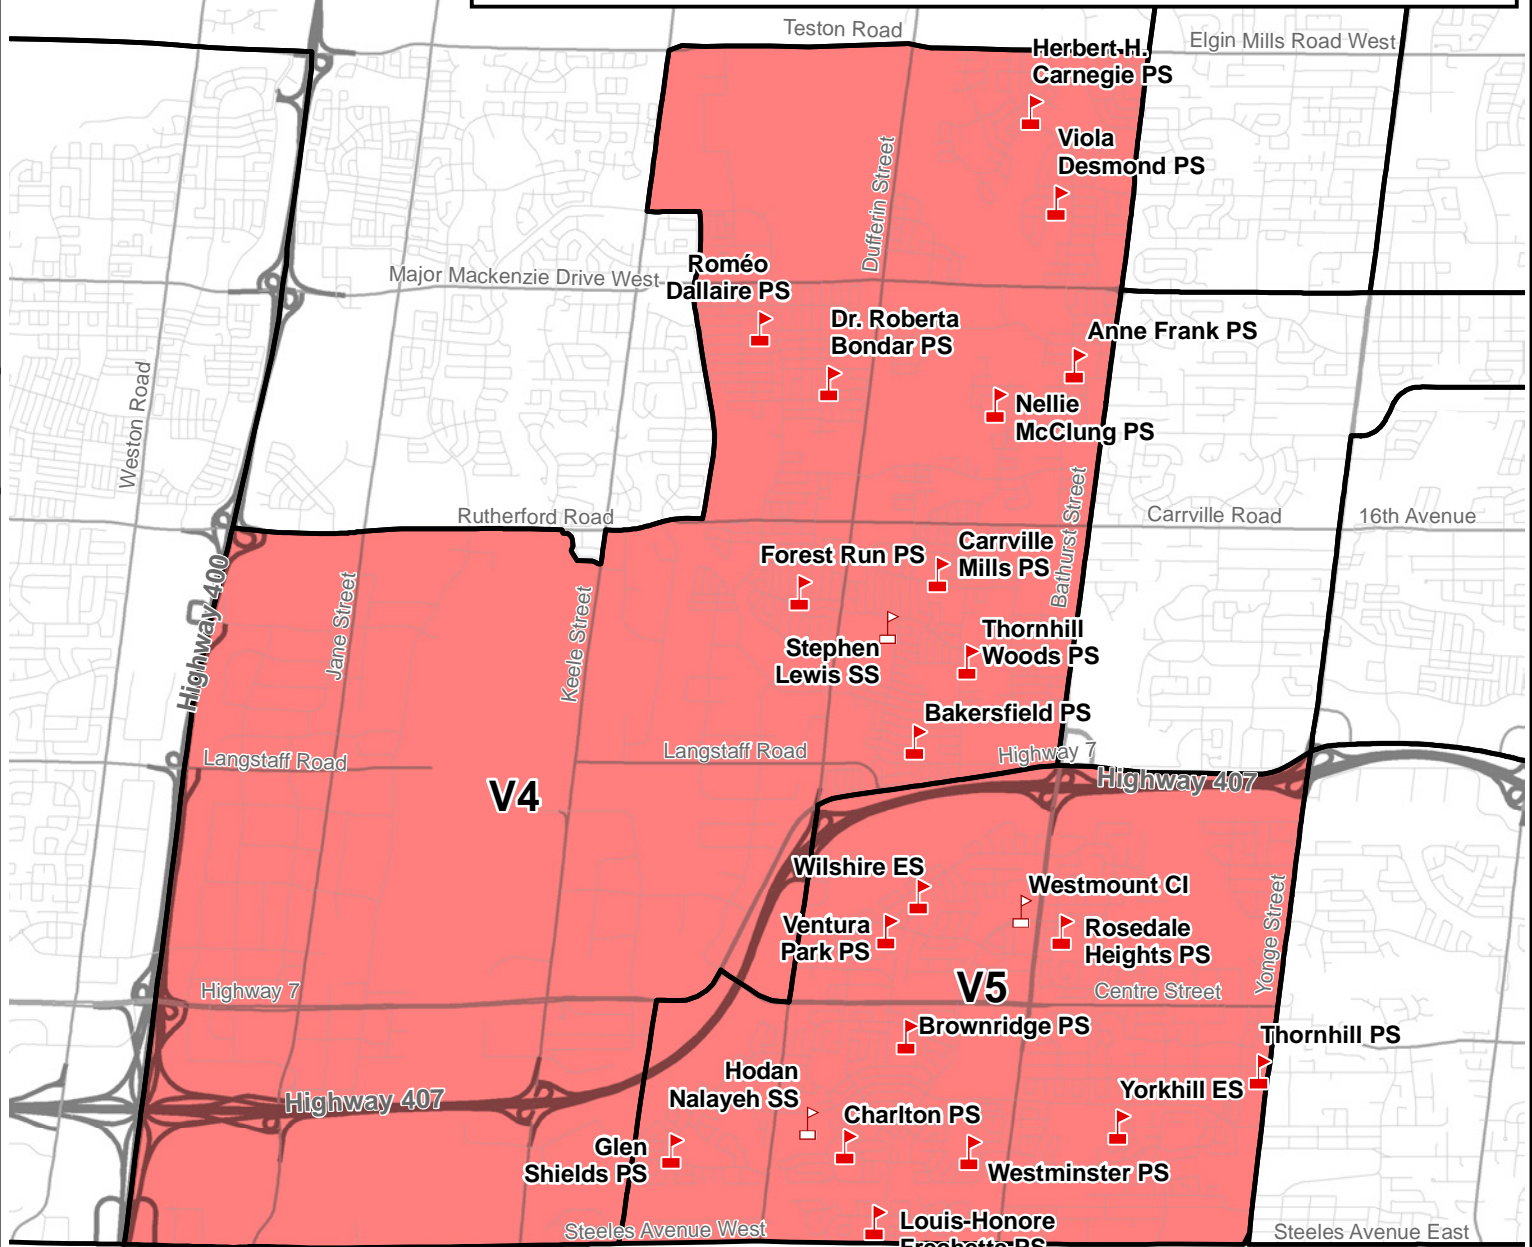 Teston Road
Elgin Mills Road West
Herbert H.
Carnegie PS
Viola
Desmond PS
Dufferin Street
Major Mackenzie Drive West
Roméo
Dallaire PS
Dr. Roberta
Bondar PS
Anne Frank PS
Nellie
McClung PS
Weston Road
Bathurst Street
Rutherford Road
Carrville Road
16th Avenue
Forest Run PS
Carrville
Mills PS
Highway 400
Jane Street
Keele Street
Stephen
Lewis SS
Thornhill
Woods PS
Bakersfield PS
Langstaff Road
Langstaff Road
Highway 7
Highway 407
V4
Wilshire ES
Westmount CI
Ventura
Park PS
Rosedale
Heights PS
Yonge Street
V5
Highway 7
Centre Street
Brownridge PS
Thornhill PS
Hodan
Nalayeh SS
Yorkhill ES
Highway 407
Charlton PS
Glen
Shields PS
Westminster PS
Louis-Honore
Frechette PS
Steeles Avenue West
Steeles Avenue East